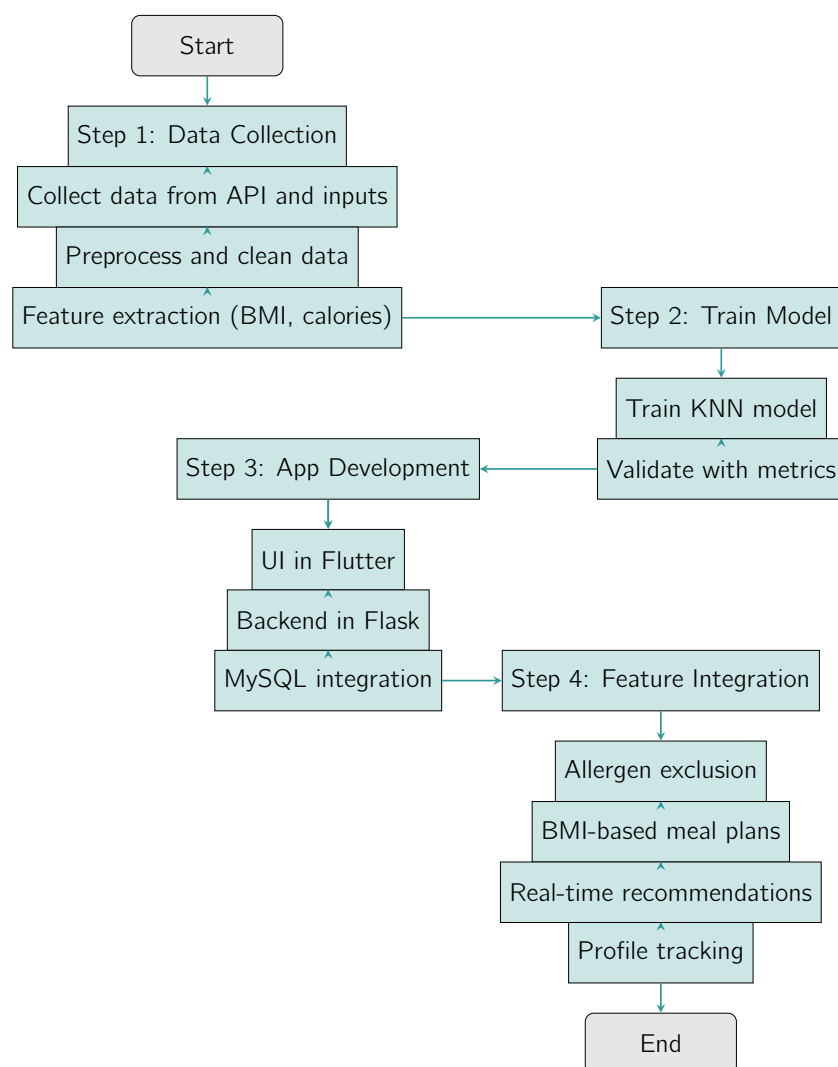 Start
Step 1: Data Collection
Collect data from API and inputs
Preprocess and clean data
Feature extraction (BMI, calories)
Step 2: Train Model
Train KNN model
Validate with metrics
Step 3: App Development
UI in Flutter
Backend in Flask
MySQL integration
Step 4: Feature Integration
Allergen exclusion
BMI-based meal plans
Real-time recommendations
Profile tracking
End